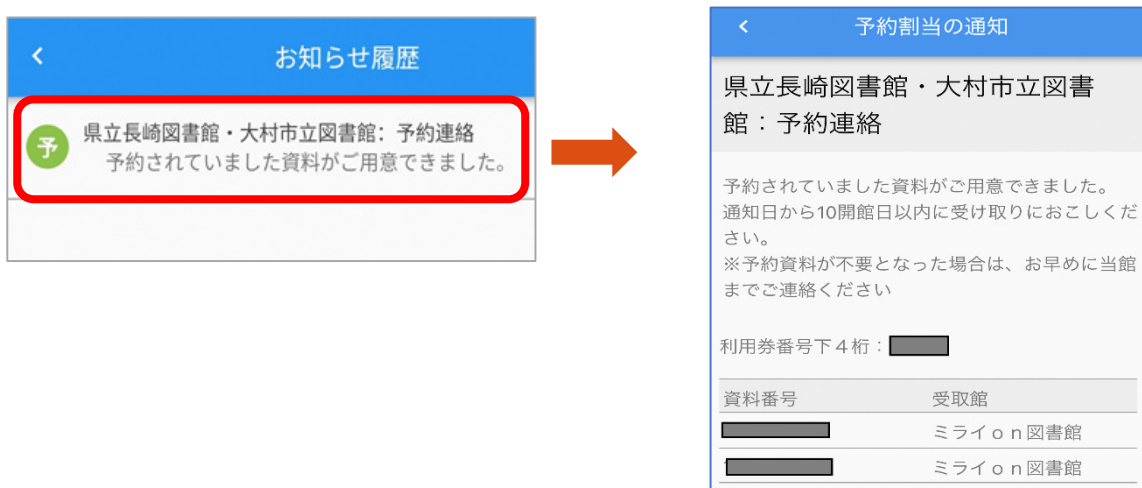 お知らせ履歴
予
県立長崎図書館・大村市立図書館：予約連絡
予約されていました資料がご用意できました。
予約割当の通知
県立長崎図書館・大村市立図書
館：予約連絡
予約されていました資料がご用意できました。
通知日から10開館日以内に受け取りにおこしくだ
さい。
※予約資料が不要となった場合は、お早めに当館
までご連絡ください
利用券番号下４桁：
資料番号 受取館
ミライｏｎ図書館
ミライｏｎ図書館